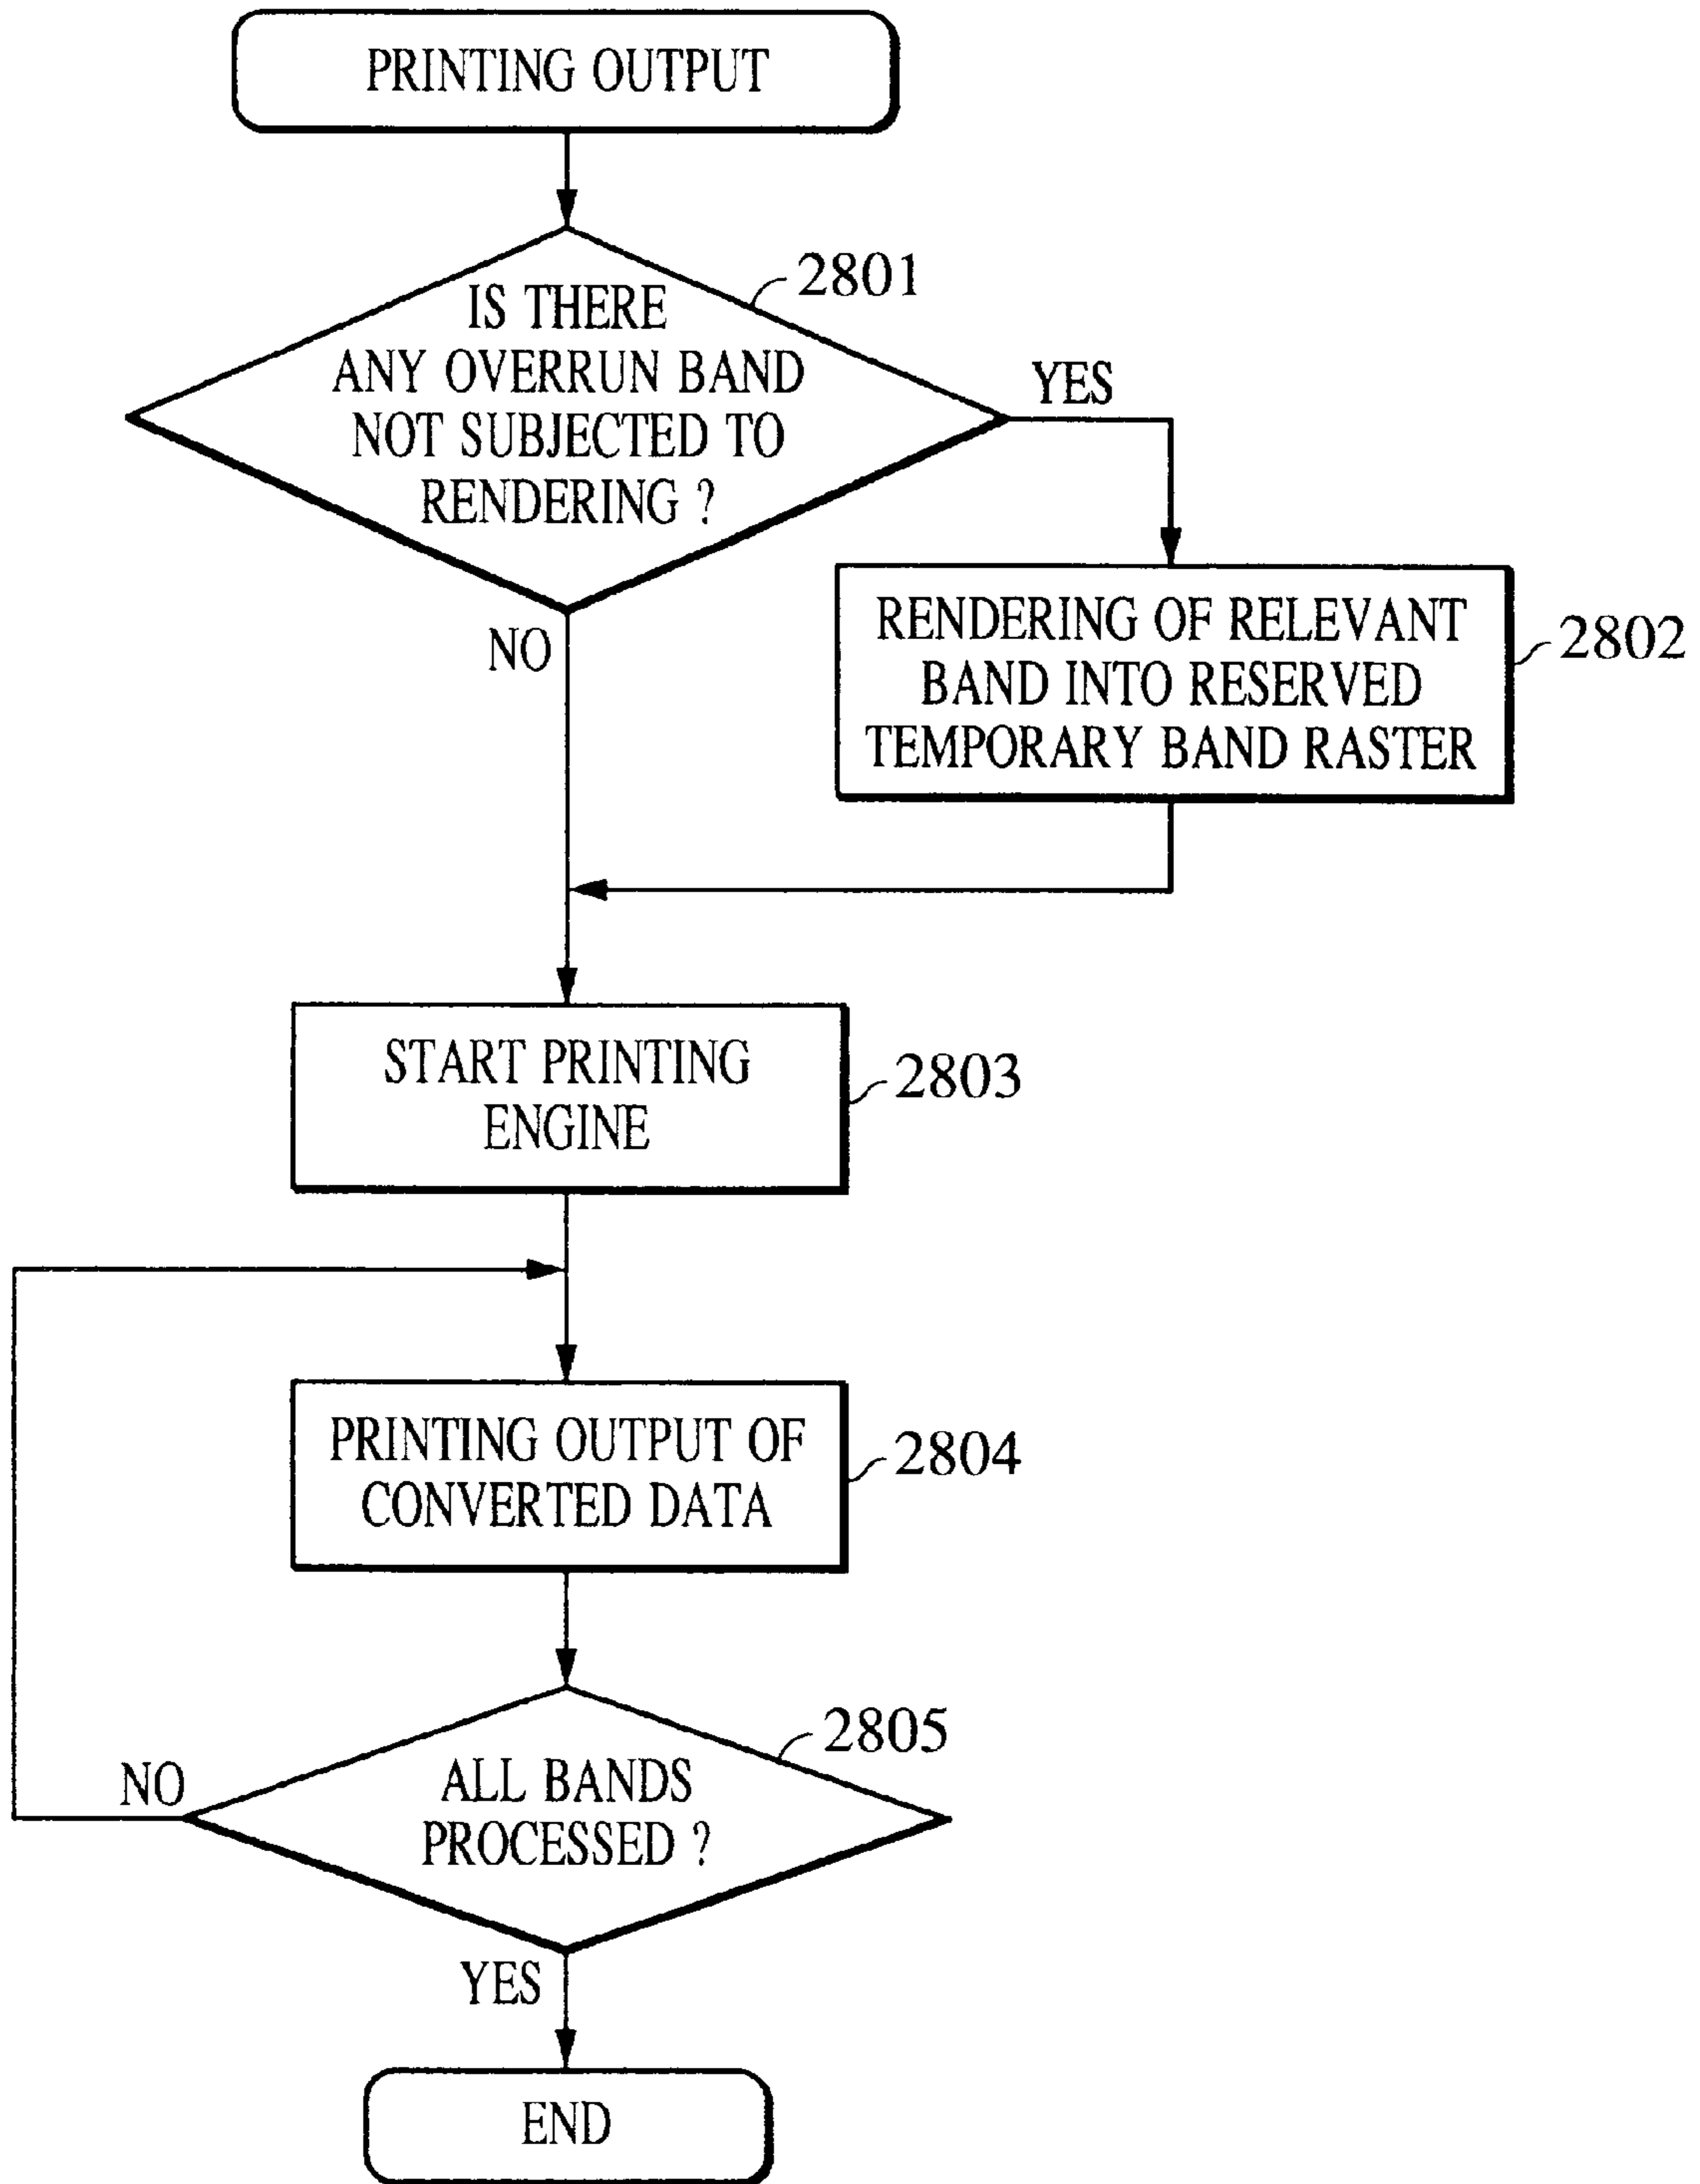 PRINTING OUTPUT
2801
IS THERE
ANY OVERRUN BAND
NOT SUBJECTED TO
RENDERING ?
YES
NO
RENDERING OF RELEVANT
BAND INTO RESERVED
TEMPORARY BAND RASTER
2802
START PRINTING
ENGINE
2803
PRINTING OUTPUT OF
CONVERTED DATA
2804
2805
ALL BANDS
PROCESSED ?
NO
YES
END